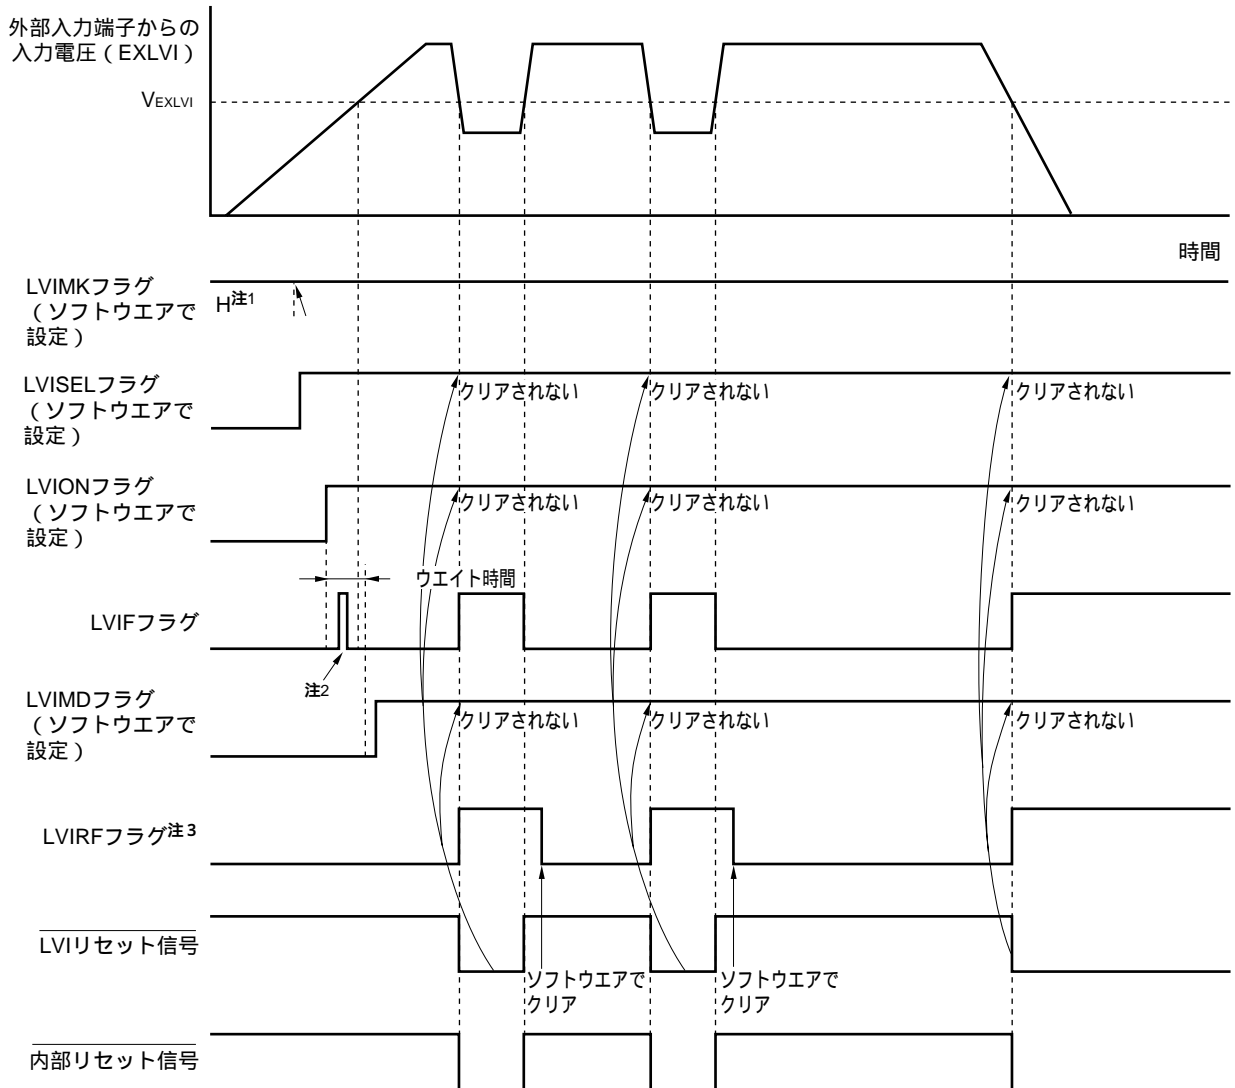 外部入力端子からの
入力電圧（EXLVI）
VEXLVI
時間
LVIMKフラグ
（ソフトウエアで
設定）
H注1
LVISELフラグ
（ソフトウエアで
設定）
クリアされない
クリアされない
クリアされない
LVIONフラグ
（ソフトウエアで
設定）
クリアされない
クリアされない
クリアされない
ウエイト時間
LVIFフラグ
注2
LVIMDフラグ
（ソフトウエアで
設定）
クリアされない
クリアされない
クリアされない
LVIRFフラグ注3
LVIリセット信号
ソフトウエアで
クリア
ソフトウエアで
クリア
内部リセット信号